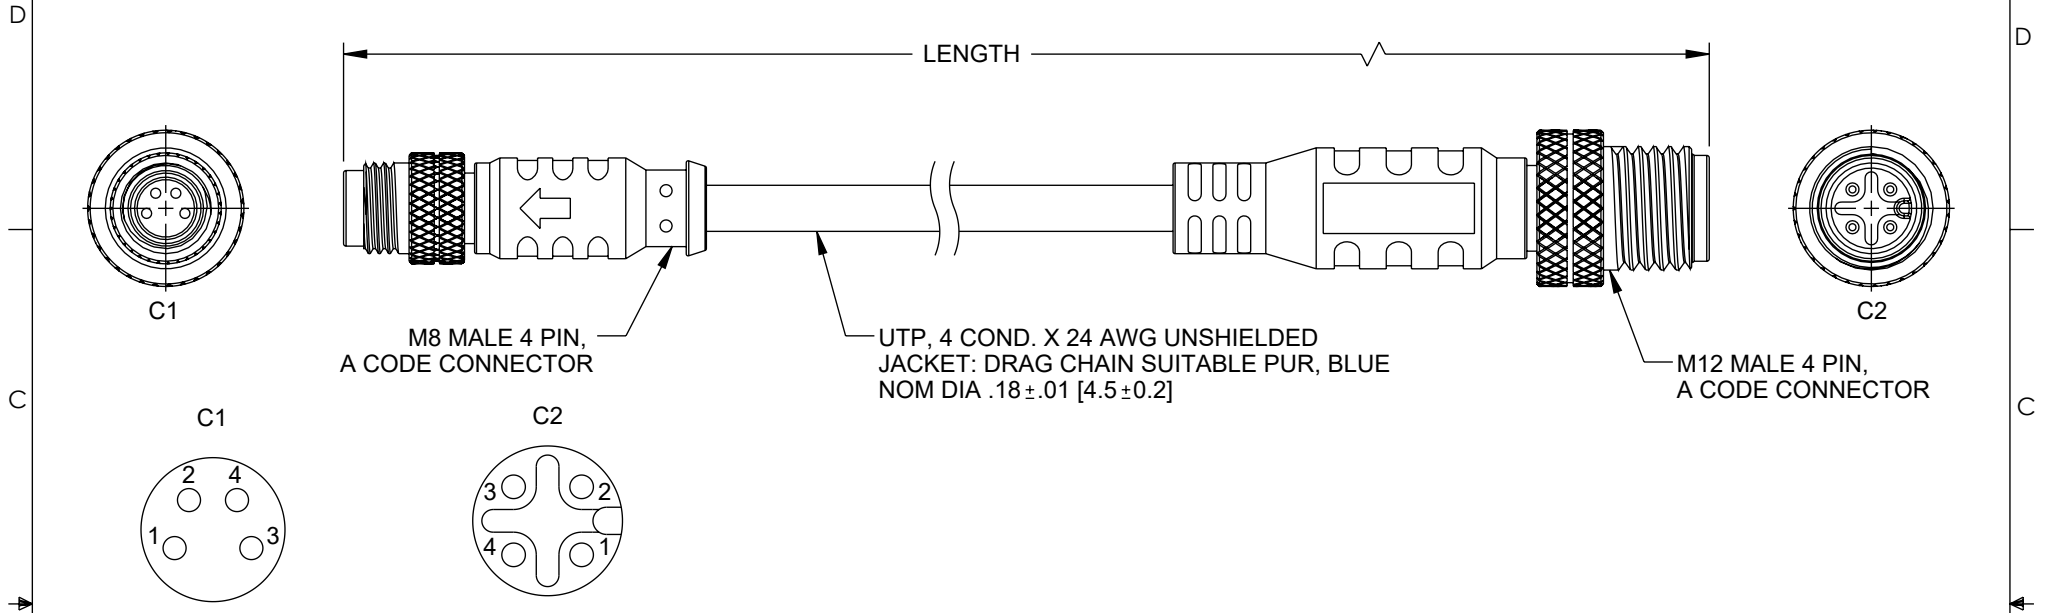 D
D
LENGTH
C1
C2
M8 MALE 4 PIN,
A CODE CONNECTOR
UTP, 4 COND. X 24 AWG UNSHIELDED
JACKET: DRAG CHAIN SUITABLE PUR, BLUE
NOM DIA .18±.01 [4.5±0.2]
M12 MALE 4 PIN,
A CODE CONNECTOR
C
C
C1
2 4
1 3
C2
3 2
4 1